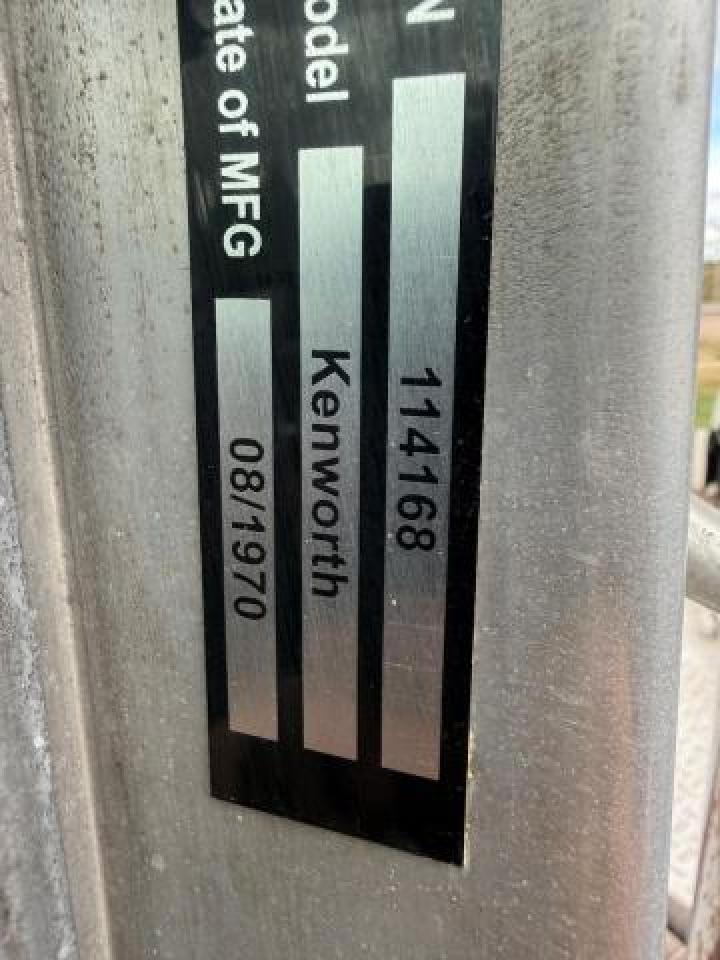 N 114168
odel Kenworth
ate of MFG 08/1970